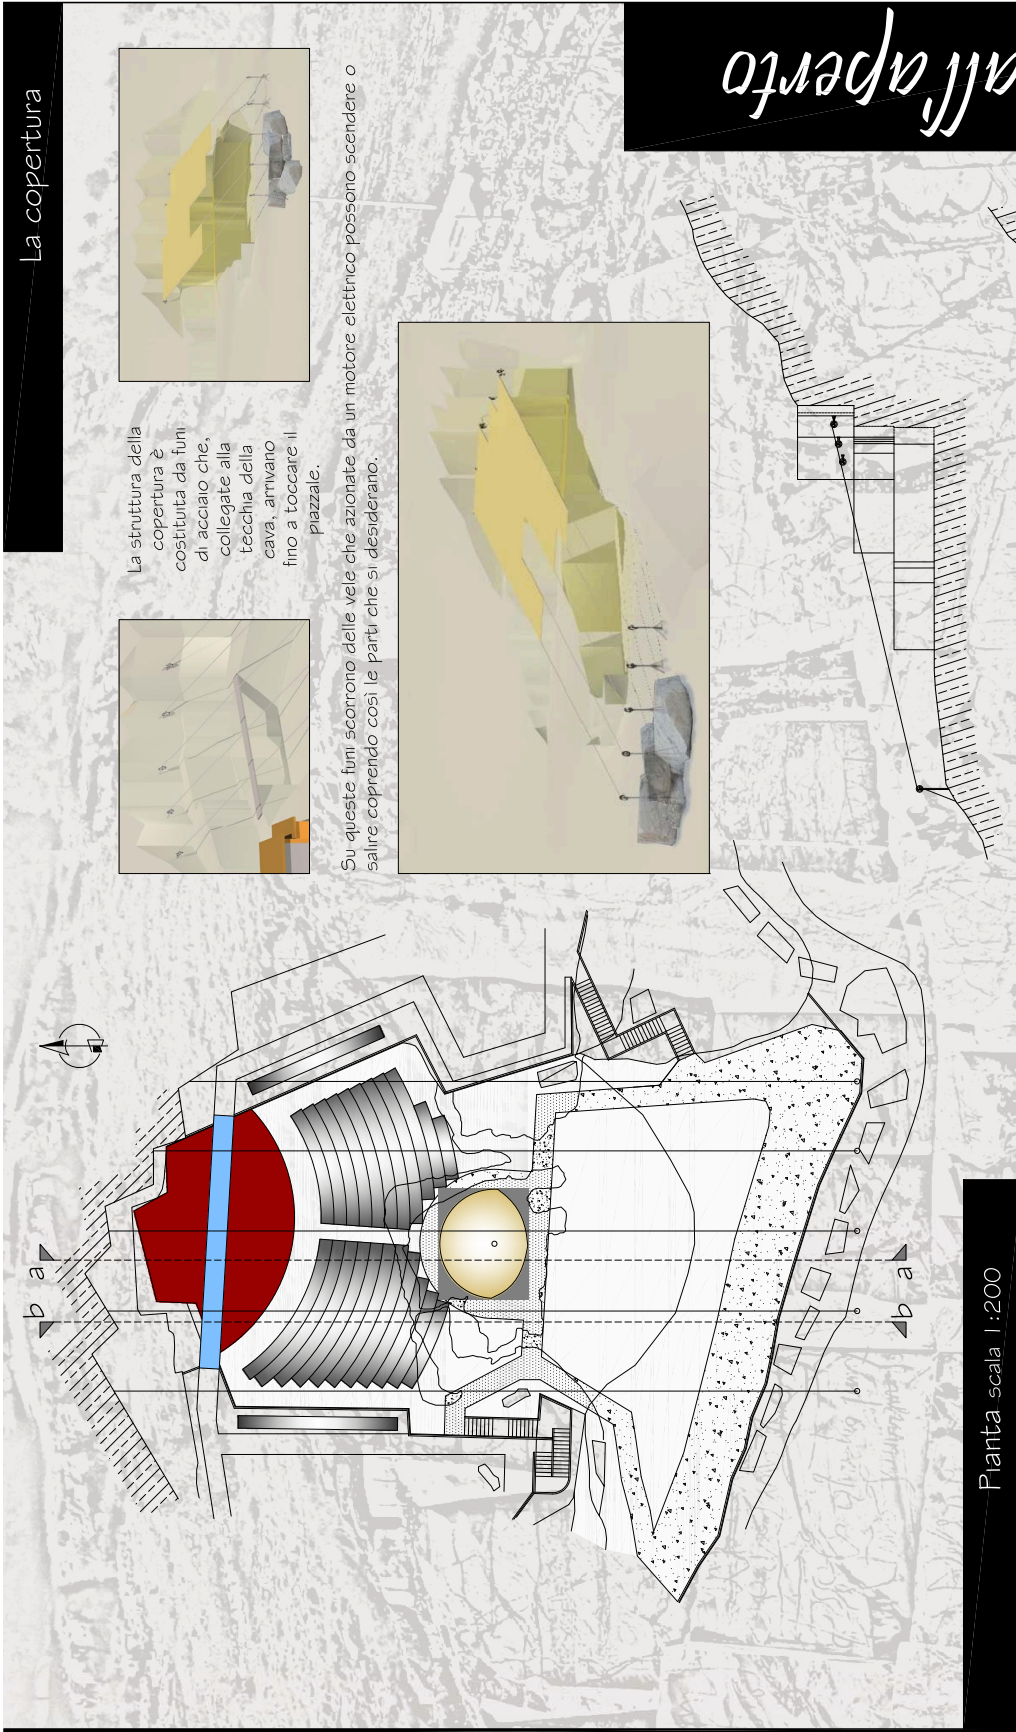 all'aperto
La copertura
La struttura della
copertura è
costituita da funi
di acciaio che,
collegate alla
tecchia della
cava, arrivano
fino a toccare il
piazzale.
Su queste funi scorrono delle vele che azionate da un motore elettrico possono scendere o
salire coprendo così le parti che si desiderano.
b a
b a
Pianta scala 1:200